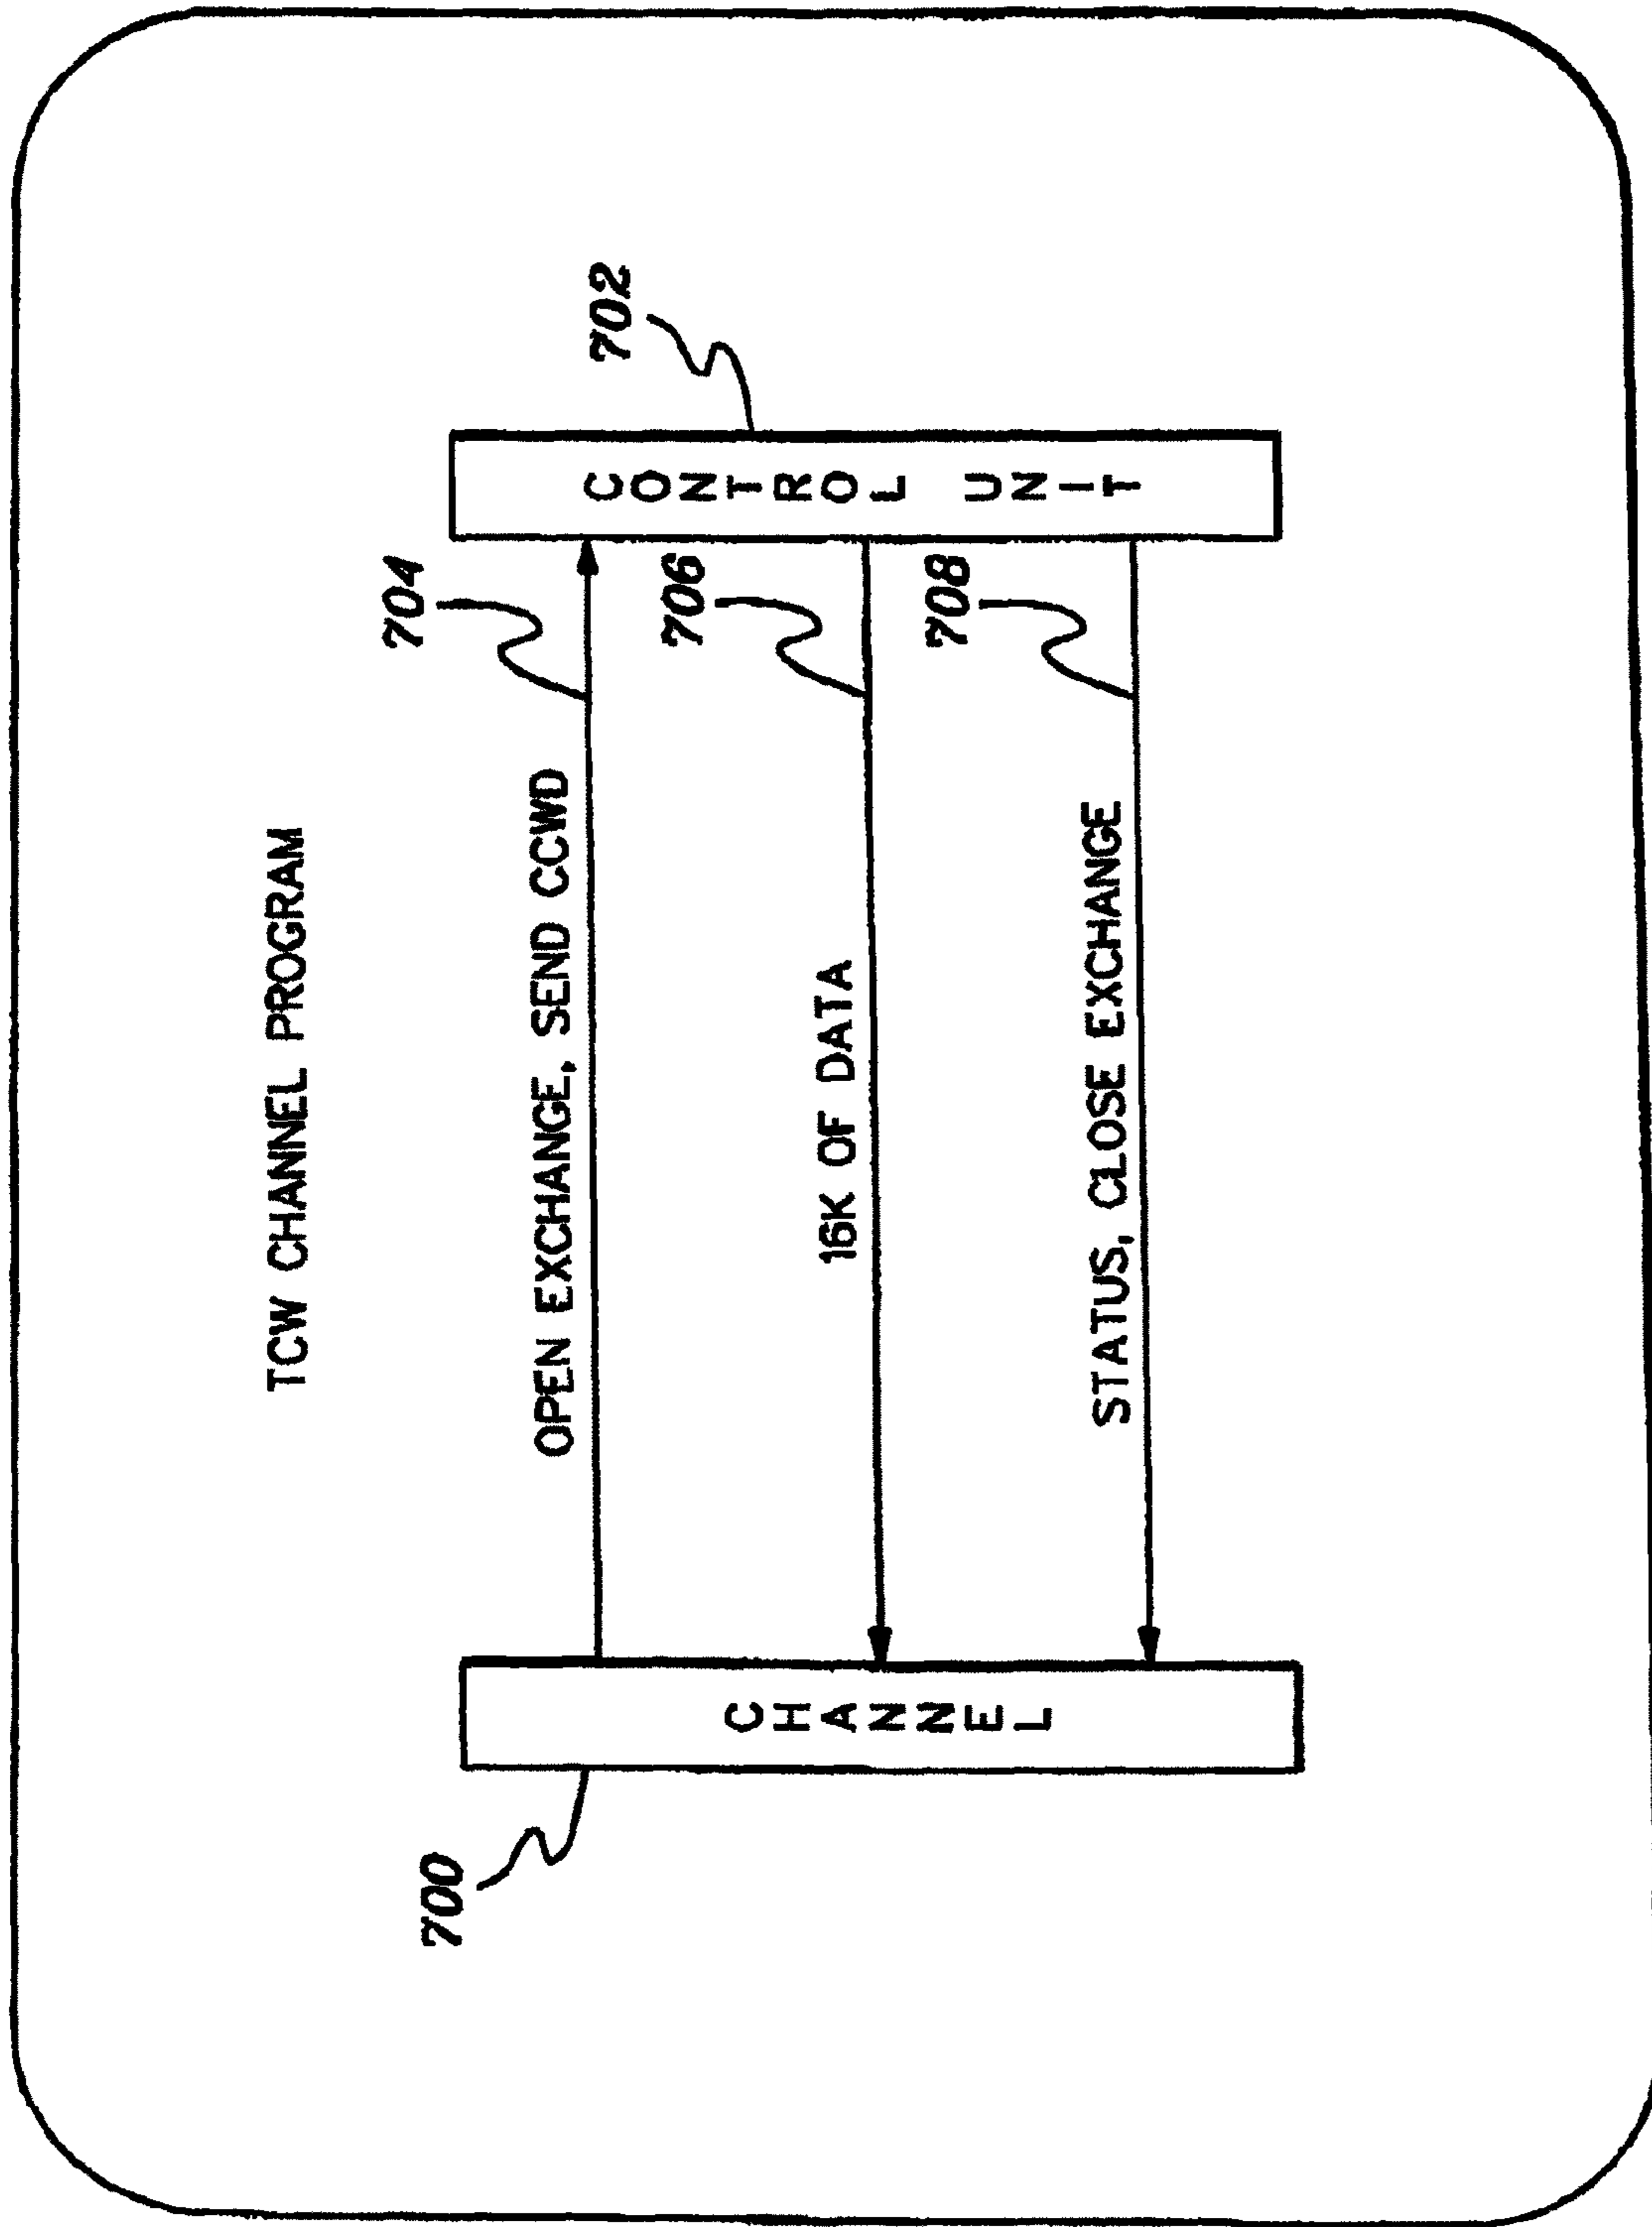 TCW CHANNEL PROGRAM
700
CHANNEL
OPEN EXCHANGE, SEND CCWD
704
16K OF DATA
706
STATUS, CLOSE EXCHANGE
708
CONTROL UNIT
702